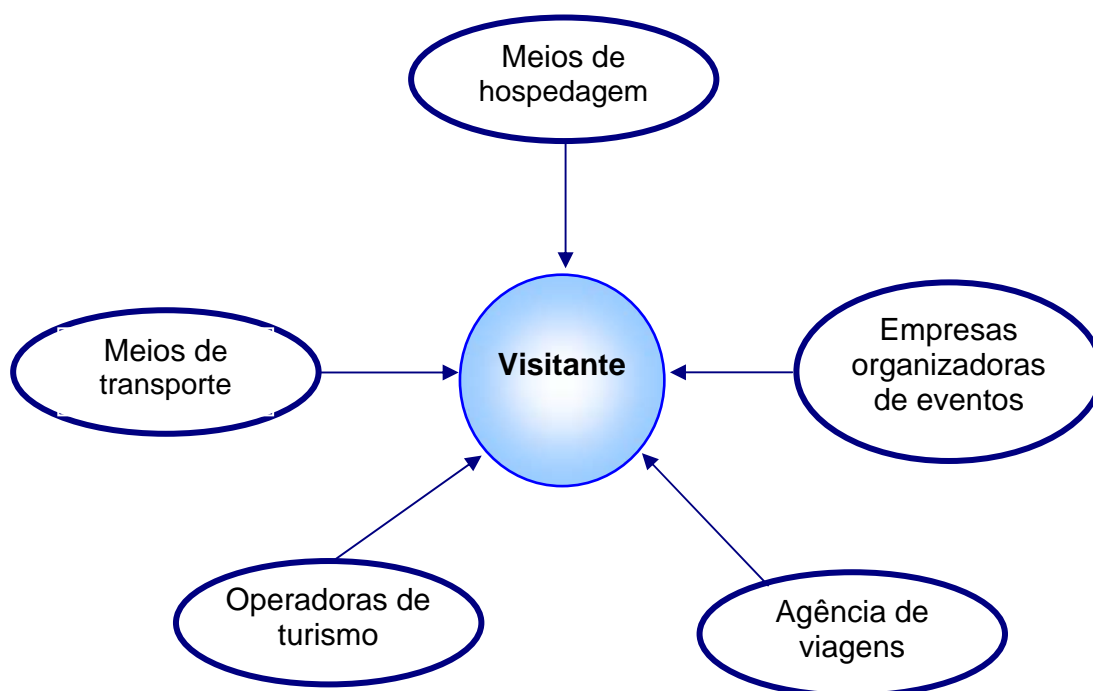 Meios de
hospedagem
Meios de
transporte
Visitante
Empresas
organizadoras
de eventos
Operadoras de
turismo
Agência de
viagens